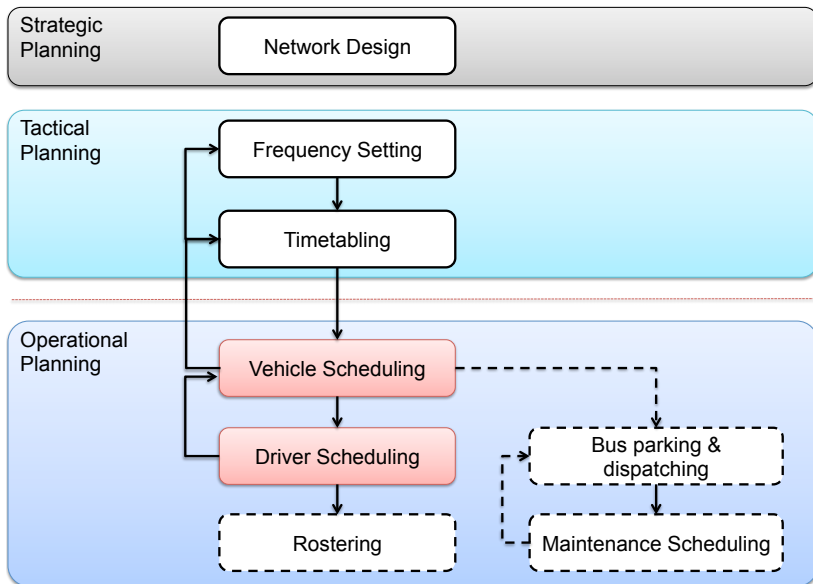 Strategic
Planning
Network Design
Tactical
Planning
Frequency Setting
Timetabling
Operational
Planning
Vehicle Scheduling
Driver Scheduling
Bus parking &
dispatching
Rostering
Maintenance Scheduling